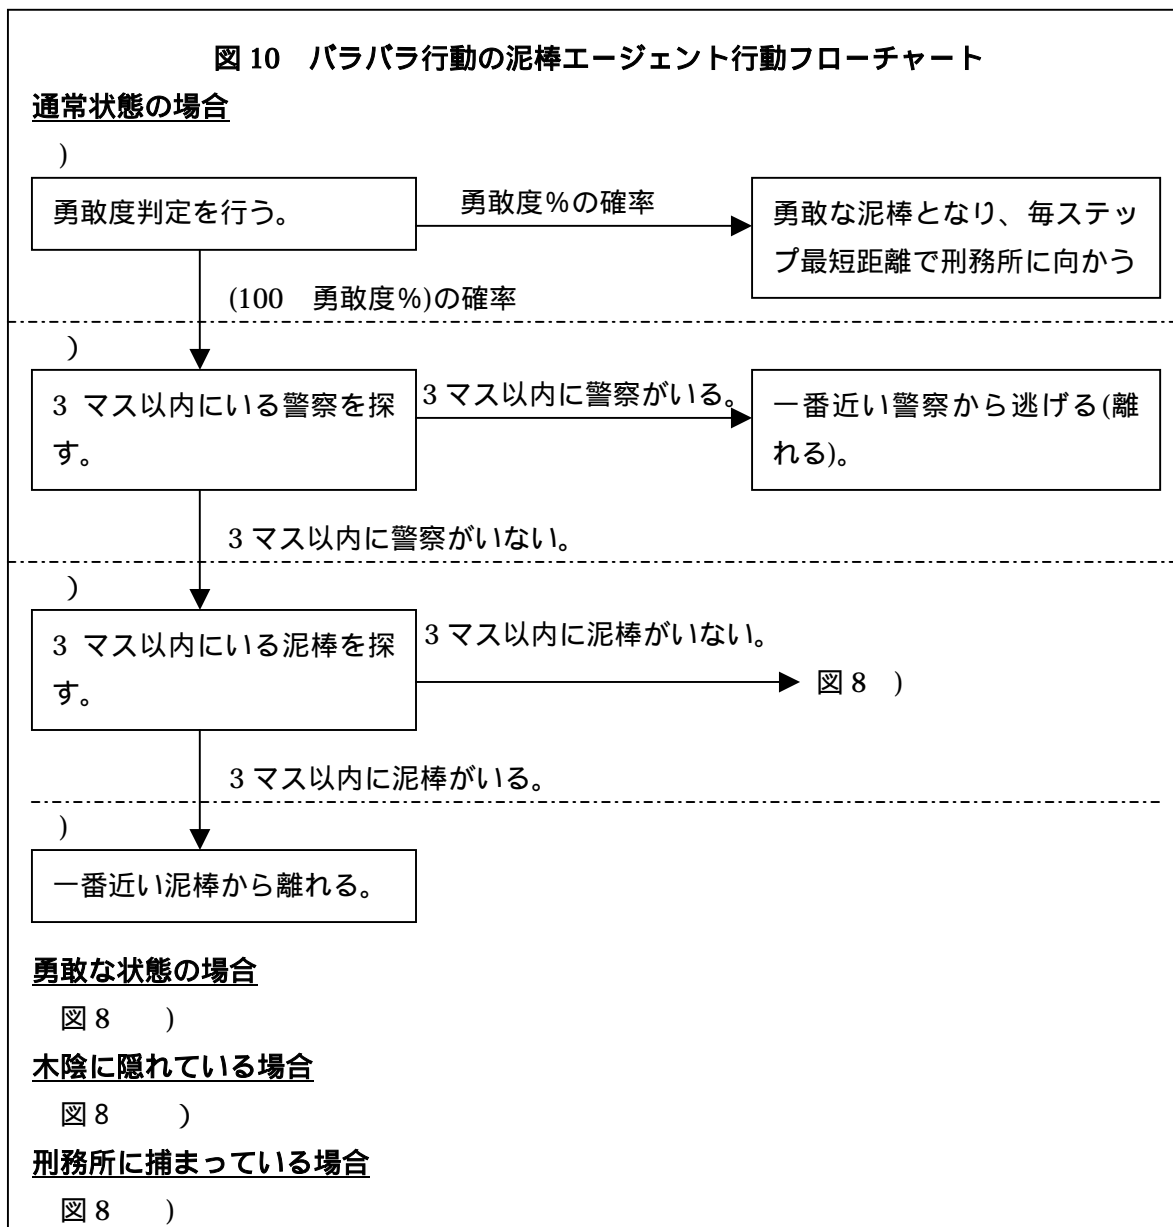 図 10　バラバラ行動の泥棒エージェント行動フローチャート
通常状態の場合
)
勇敢度判定を行う。
勇敢度%の確率
勇敢な泥棒となり、毎ステッ
プ最短距離で刑務所に向かう
(100　勇敢度%)の確率
)
3 マス以内にいる警察を探
す。
3 マス以内に警察がいる。
一番近い警察から逃げる(離
れる)。
3 マス以内に警察がいない。
)
3 マス以内にいる泥棒を探
す。
3 マス以内に泥棒がいない。
図 8　)
3 マス以内に泥棒がいる。
)
一番近い泥棒から離れる。
勇敢な状態の場合
図 8　)
木陰に隠れている場合
図 8　)
刑務所に捕まっている場合
図 8　)